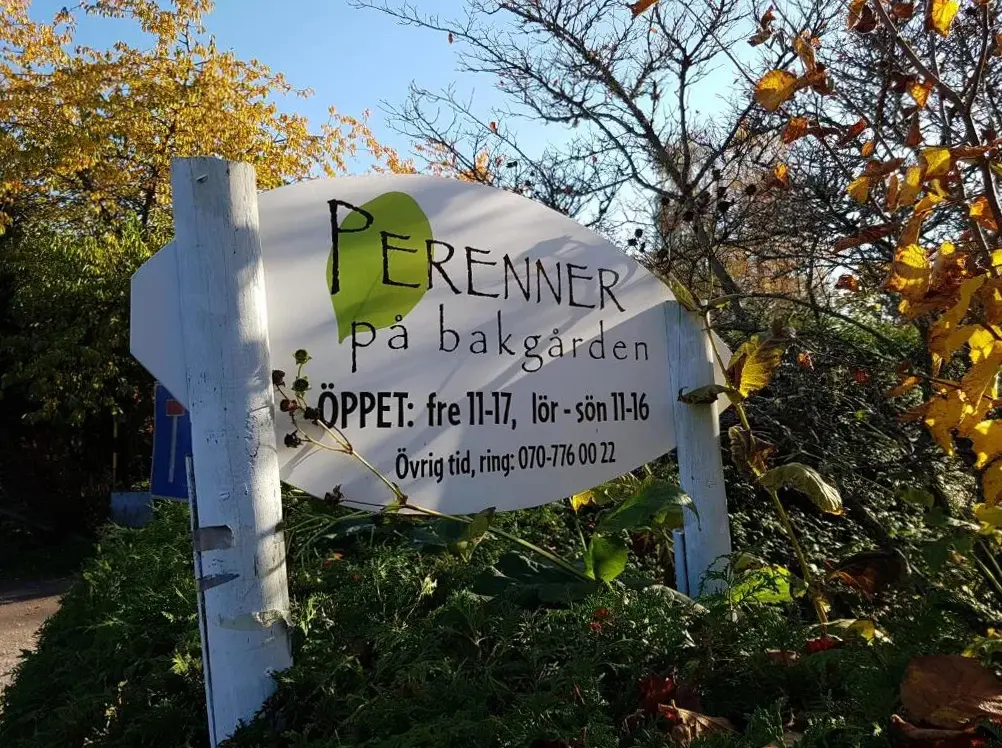 PERENNER
på bakgården
ÖPPET: fre 11-17, lör - sön 11-16
Övrig tid, ring: 070-776 00 22